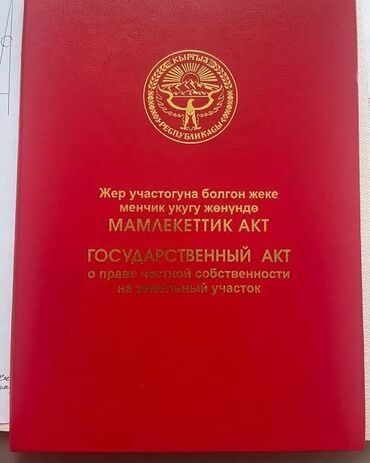 КЫРГЫЗ
РЕСПУБЛИКАСЫ
Жер участогуна болгон жеке
менчик укугу жөнүндө
МАМЛЕКЕТТИК АКТ
ГОСУДАРСТВЕННЫЙ АКТ
о праве частной собственности
на земельный участок